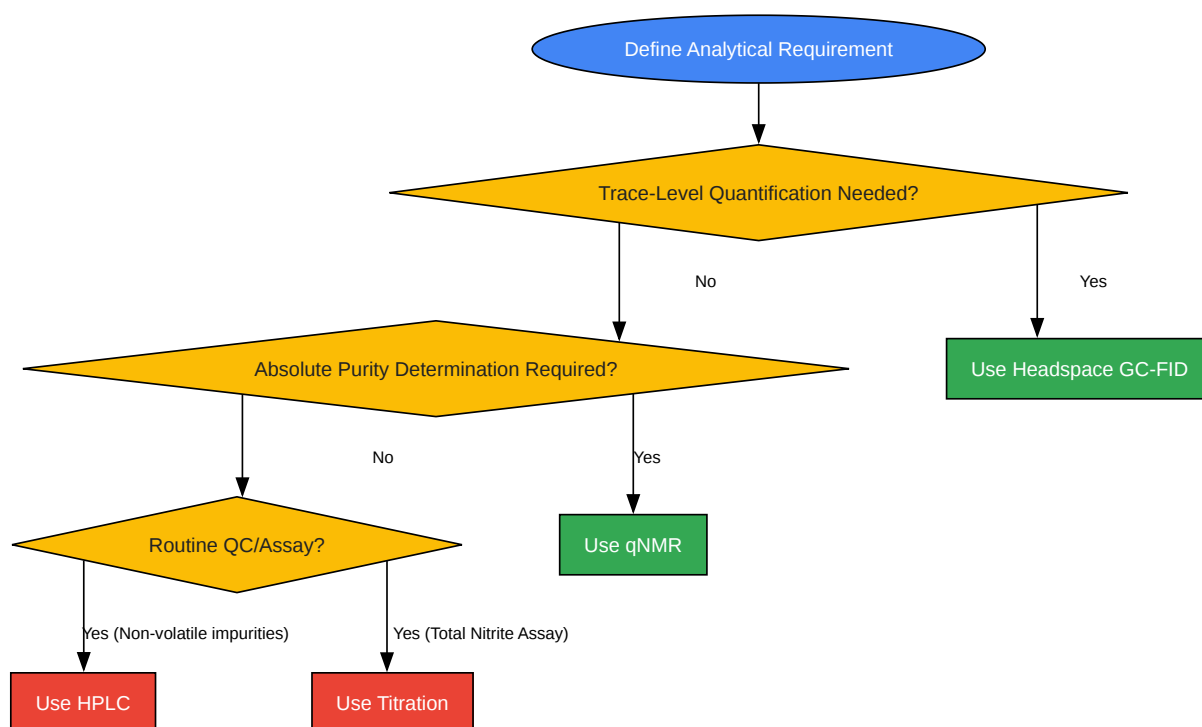 Define Analytical Requirement
Trace-Level Quantification Needed?
No
Yes
Use Headspace GC-FID
Absolute Purity Determination Required?
No
Yes
Use qNMR
Routine QC/Assay?
Yes (Non-volatile impurities)
Yes (Total Nitrite Assay)
Use HPLC
Use Titration